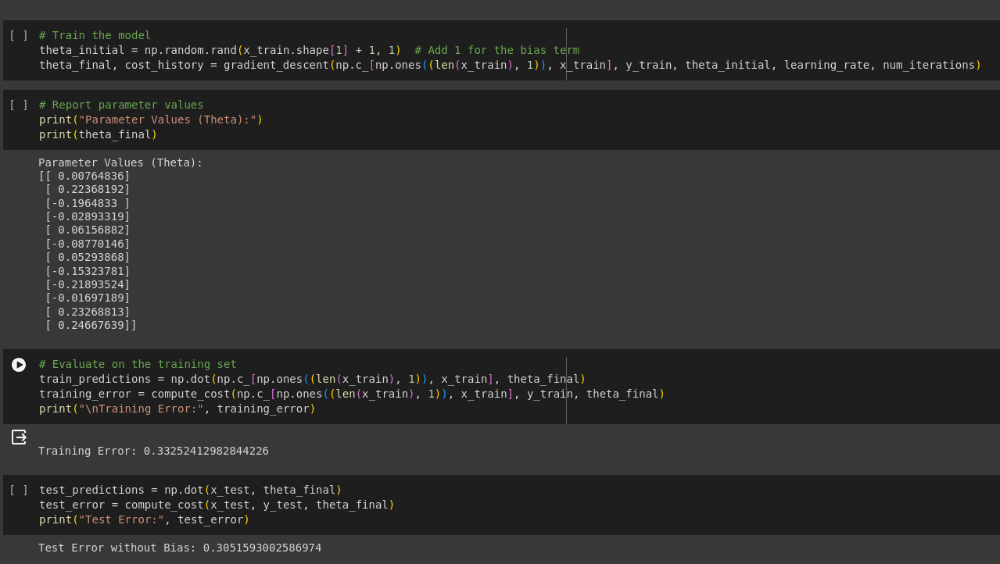 [ ] # Train the model
theta_initial = np.random.rand(x_train.shape[1] + 1, 1)  # Add 1 for the bias term
theta_final, cost_history = gradient_descent(np.c_[np.ones((len(x_train), 1)), x_train], y_train, theta_initial, learning_rate, num_iterations)
[ ] # Report parameter values
print("Parameter Values (Theta):")
print(theta_final)
Parameter Values (Theta):
[[ 0.00764836]
 [ 0.22368192]
 [-0.1964833 ]
 [-0.02893319]
 [ 0.06156882]
 [-0.08770146]
 [ 0.05293868]
 [-0.15323781]
 [-0.21893524]
 [-0.01697189]
 [ 0.23268813]
 [ 0.24667639]]
# Evaluate on the training set
train_predictions = np.dot(np.c_[np.ones((len(x_train), 1)), x_train], theta_final)
training_error = compute_cost(np.c_[np.ones((len(x_train), 1)), x_train], y_train, theta_final)
print("\nTraining Error:", training_error)
Training Error: 0.33252412982844226
[ ] test_predictions = np.dot(x_test, theta_final)
test_error = compute_cost(x_test, y_test, theta_final)
print("Test Error:", test_error)
Test Error without Bias: 0.3051593002586974